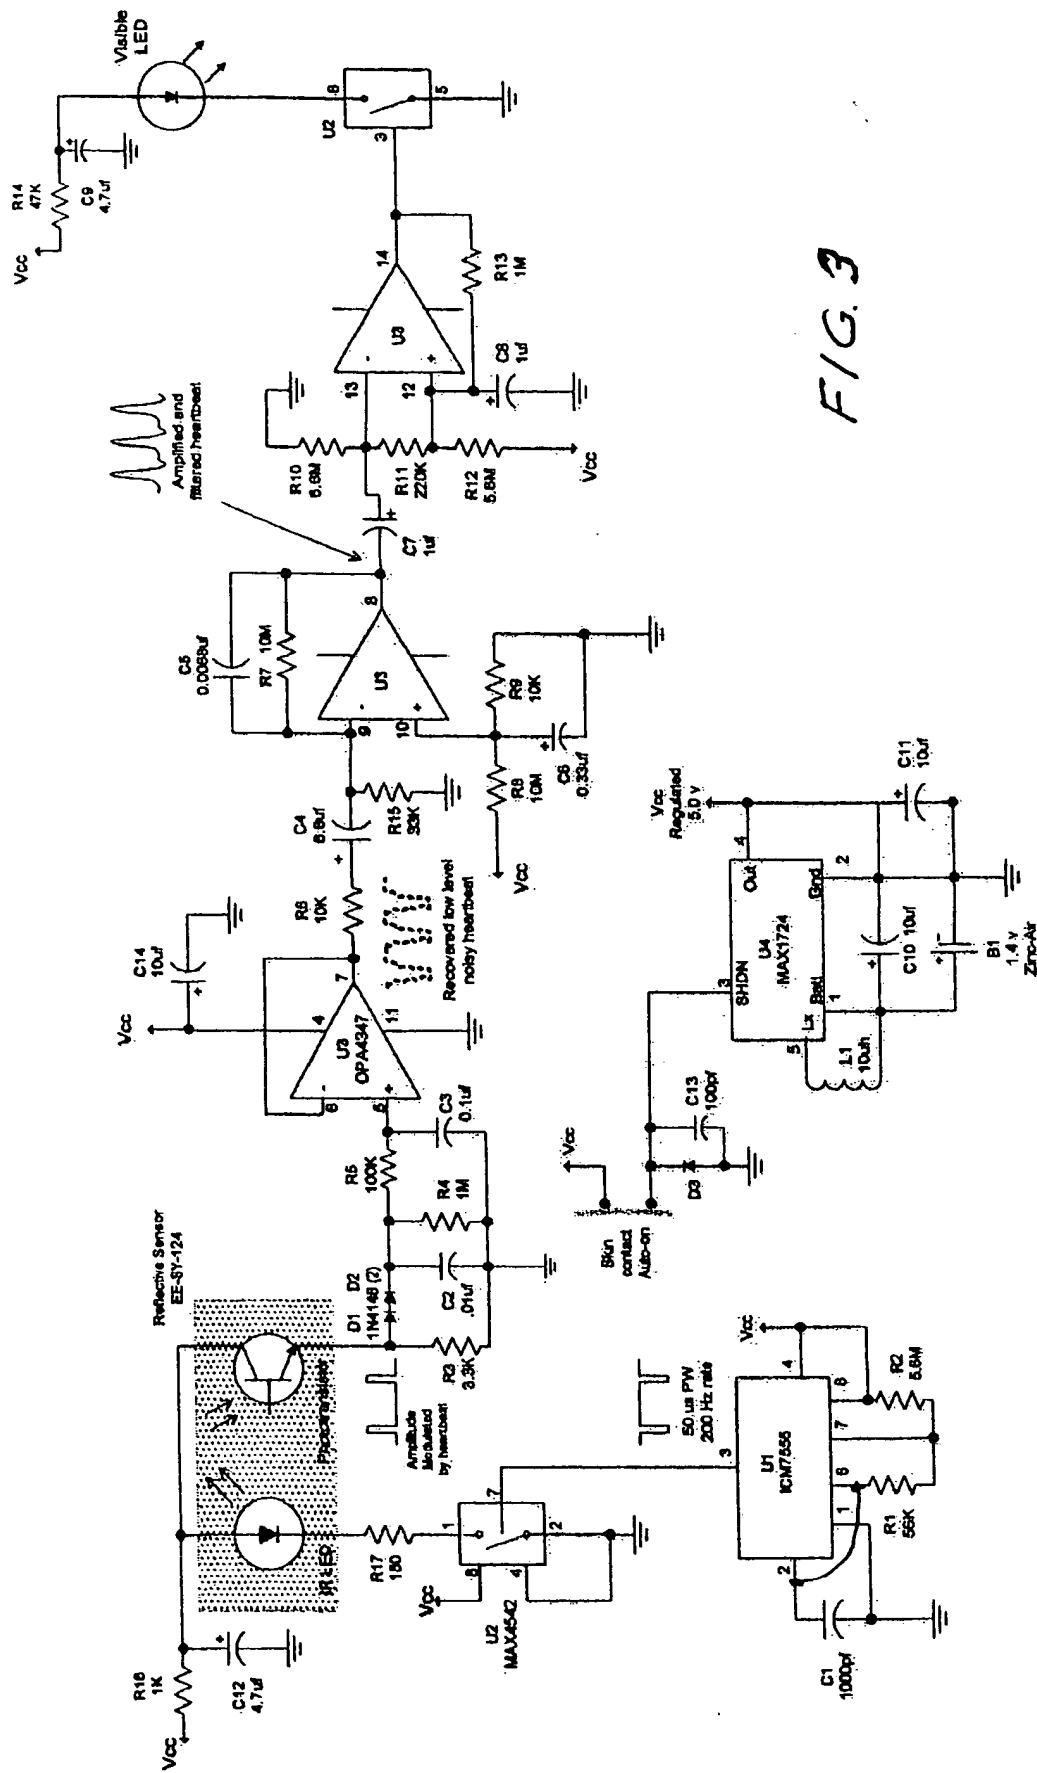 Vcc
R16
1K
C12
4.7uf
IR LED
Phototransistor
Reflective Sensor
EE-SY-124
R17
150
Vcc
1
7
8
4
2
U2
MAX4542
Amplitude
Modulated
by heartbeat
R3
3.3K
D1
D2
1N4148 (2)
C2
.01uf
R4
1M
R5
100K
C3
0.1uf
Vcc
C14
10uf
6
-
5
+
4
11
7
U3
OPA4347
R6
10K
Recovered low level
noisy heartbeat
C4
6.8uf
R15
33K
C5
0.0068uf
R7
10M
9
-
10
+
8
U3
Vcc
R8
10M
R9
10K
C6
0.33uf
Amplified and
filtered heartbeat
C7
1uf
R10
5.6M
R11
220K
R12
5.6M
Vcc
13
-
12
+
14
U3
R13
1M
C8
1uf
U2
3
8
5
Vcc
R14
47K
C9
4.7uf
Visible
LED
50 us PW
200 Hz rate
C1
1000pf
U1
ICM7555
2
3
1
6
7
8
4
R1
56K
R2
5.6M
Vcc
Skin
contact
Auto-on
Vcc
D3
C13
100pf
U4
MAX1724
3
SHDN
5
Lx
1
Batt
Out
4
Gnd
2
L1
10uh
C10 10uf
B1
1.4 v
Zinc-Air
C11
10uf
Vcc
Regulated
5.0 v
FIG. 3